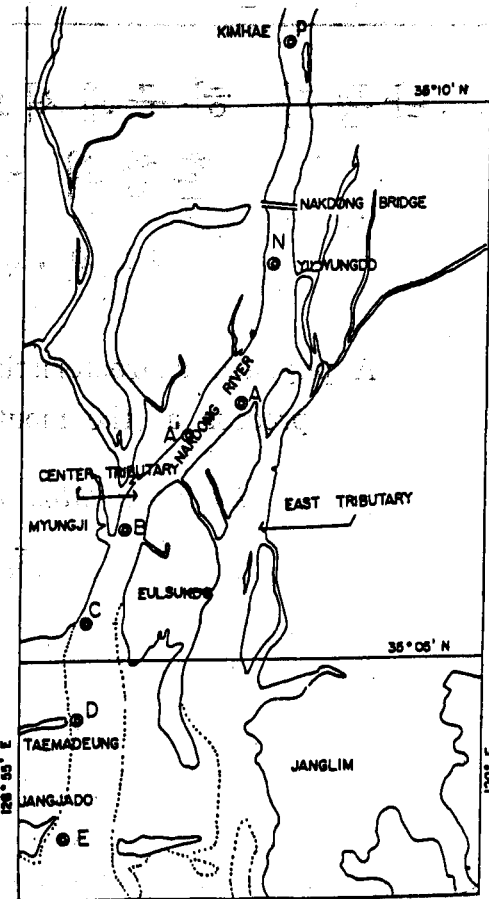 KIMHAE
P
35°10' N
NAKDONG BRIDGE
N
YULYUNGDO
NAKDONG RIVER
A
A'
CENTER TRIBUTARY
EAST TRIBUTARY
MYUNGJI
B
EULSUKDO
C
35°05' N
D
TAEMADEUNG
JANGLIM
128°55' E
JANGJADO
E